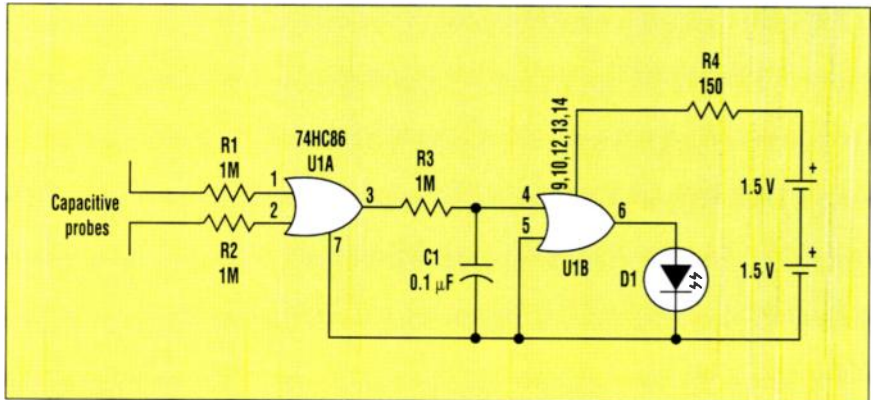 R4
150
9,10,12,13,14
74HC86
U1A
R1
1M
R3
1M
1
3
4
6
+
1.5 V
Capacitive
probes
2
7
5
R2
1M
C1
0.1 μF
U1B
D1
+
1.5 V